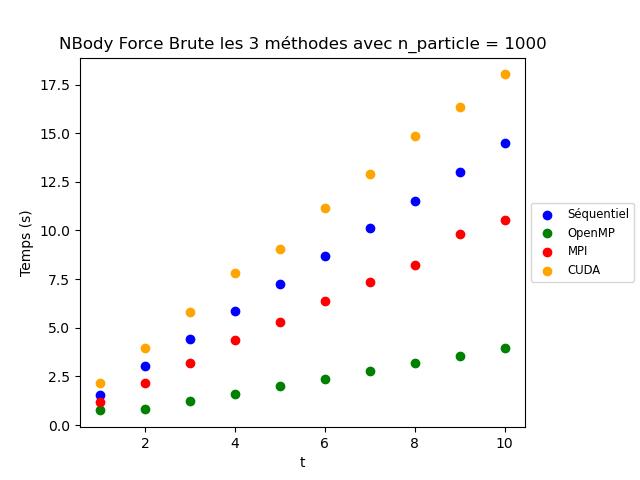 NBody Force Brute les 3 méthodes avec n_particle = 1000
17.5
15.0
12.5
10.0
7.5
5.0
2.5
0.0
Temps (s)
2
4
6
8
10
t
Séquentiel
OpenMP
MPI
CUDA